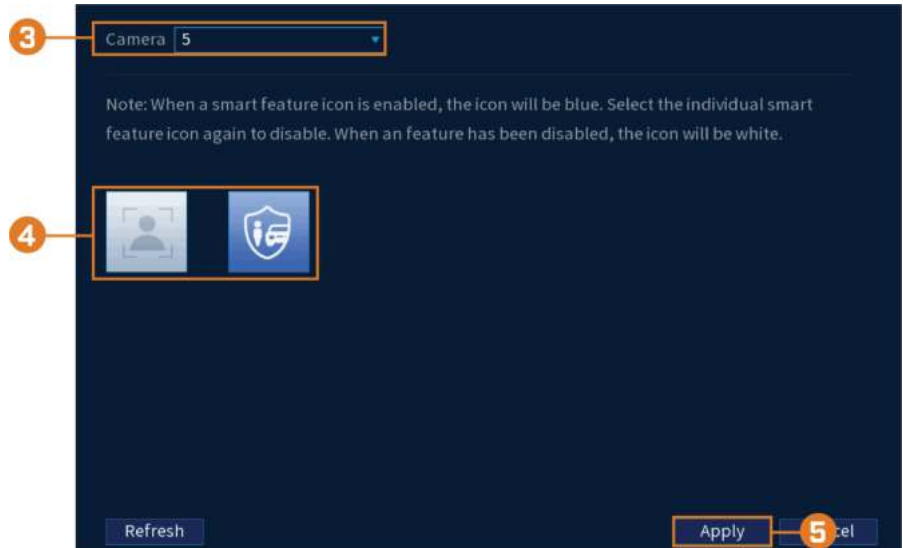 3
Camera 5
Note: When a smart feature icon is enabled, the icon will be blue. Select the individual smart
feature icon again to disable. When an feature has been disabled, the icon will be white.
4
Refresh
Apply
5